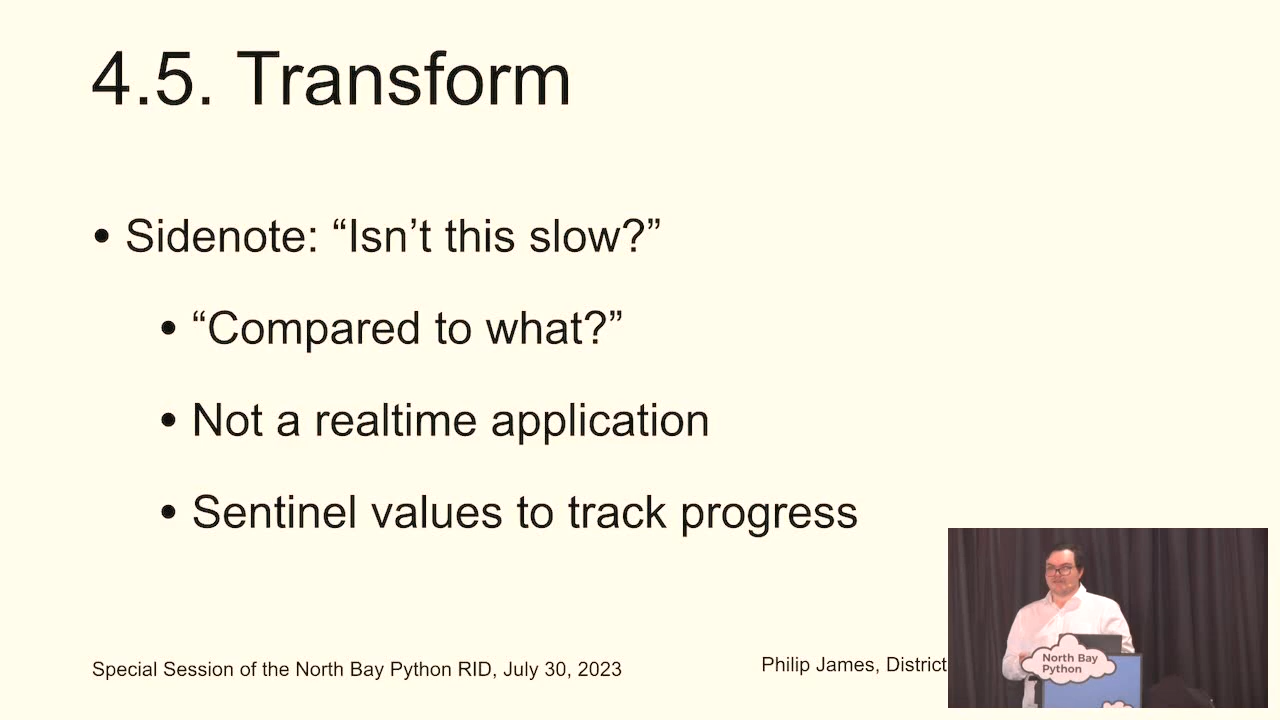 4.5. Transform
• Sidenote: “Isn’t this slow?”
• “Compared to what?”
• Not a realtime application
• Sentinel values to track progress
Special Session of the North Bay Python RID, July 30, 2023
Philip James, District
North Bay
Python